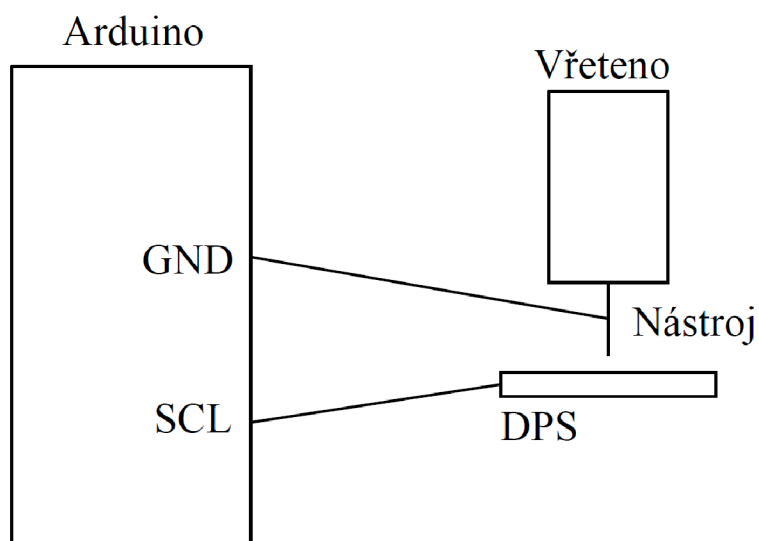 Arduino
Vřeteno
GND
Nástroj
SCL
DPS